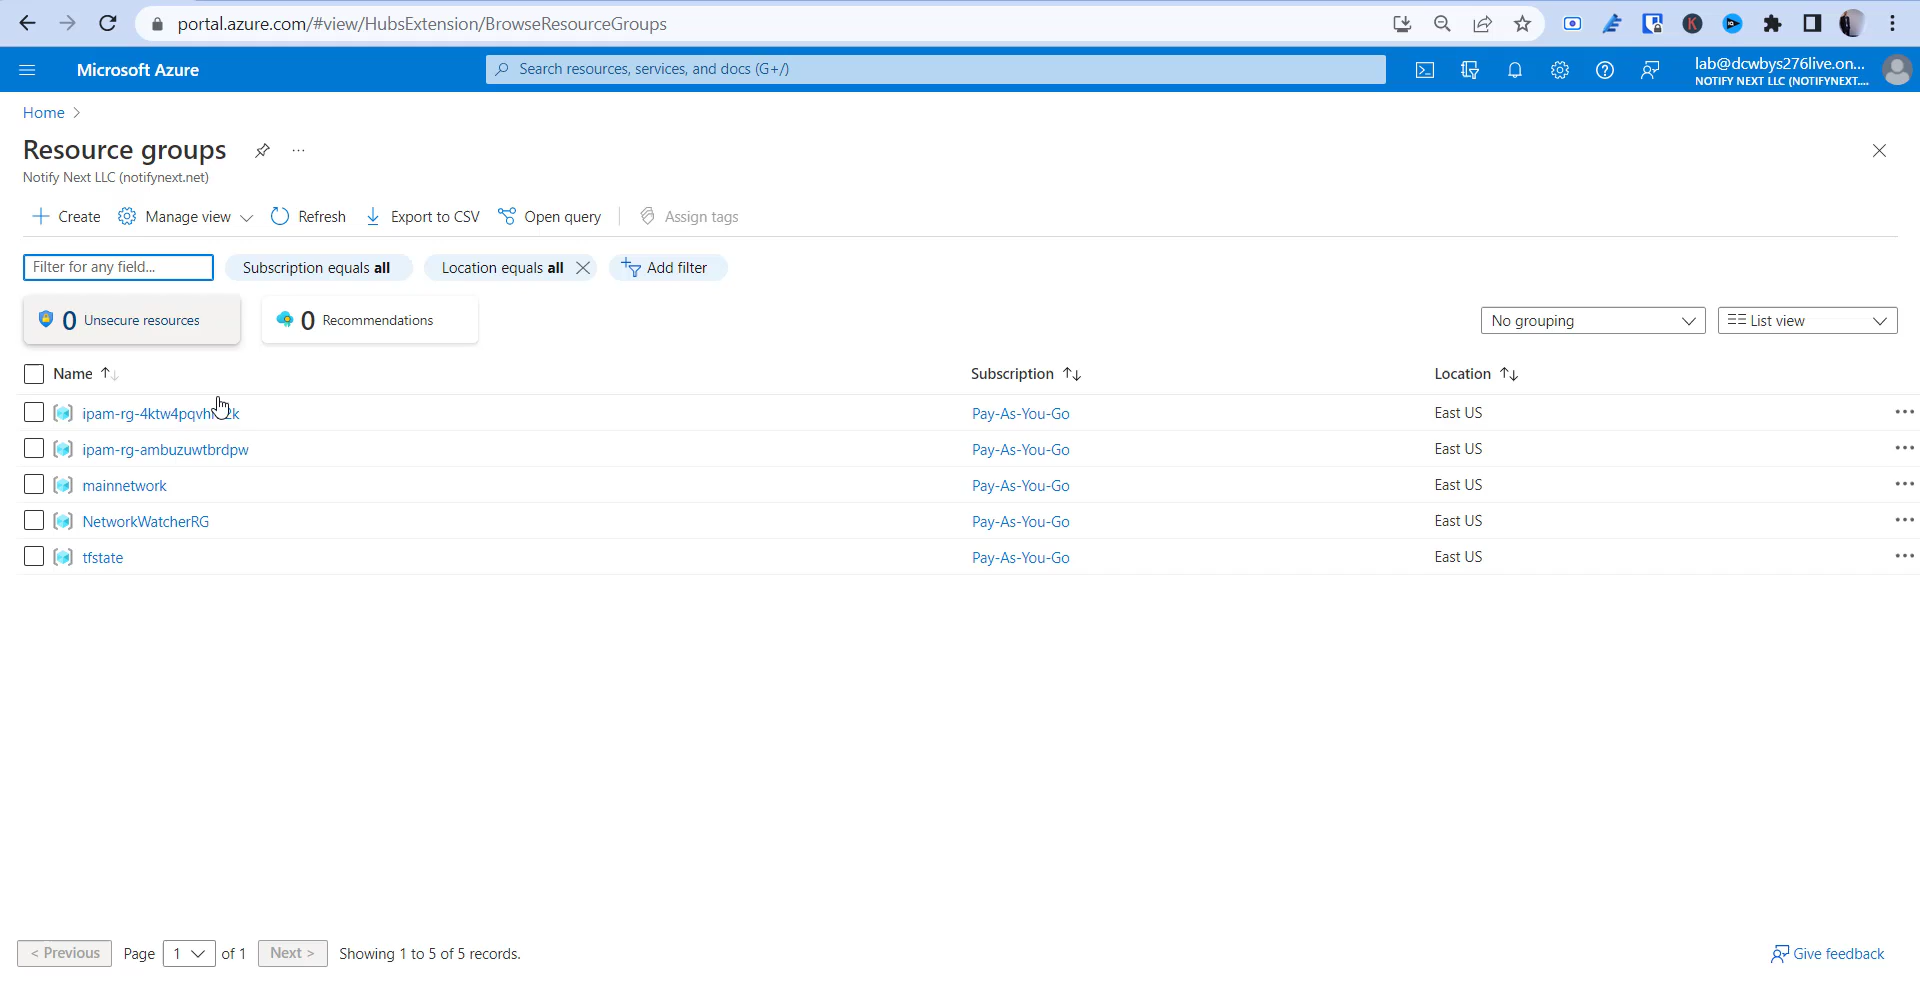 portal.azure.com/#view/HubsExtension/BrowseResourceGroups
Microsoft Azure
Search resources, services, and docs (G+/)
lab@dcwbys276live.on...
NOTIFY NEXT LLC (NOTIFYNEXT....
Home
Resource groups
Notify Next LLC (notifynext.net)
Create Manage view Refresh Export to CSV Open query Assign tags
Filter for any field... Subscription equals all Location equals all Add filter
0 Unsecure resources 0 Recommendations No grouping List view
Name Subscription Location
Pay-As-You-Go East US
ipam-rg-ambuzuwtbrdpw Pay-As-You-Go East US
mainnetwork Pay-As-You-Go East US
NetworkWatcherRG Pay-As-You-Go East US
tfstate Pay-As-You-Go East US
< Previous Page 1 of 1 Next > Showing 1 to 5 of 5 records. Give feedback